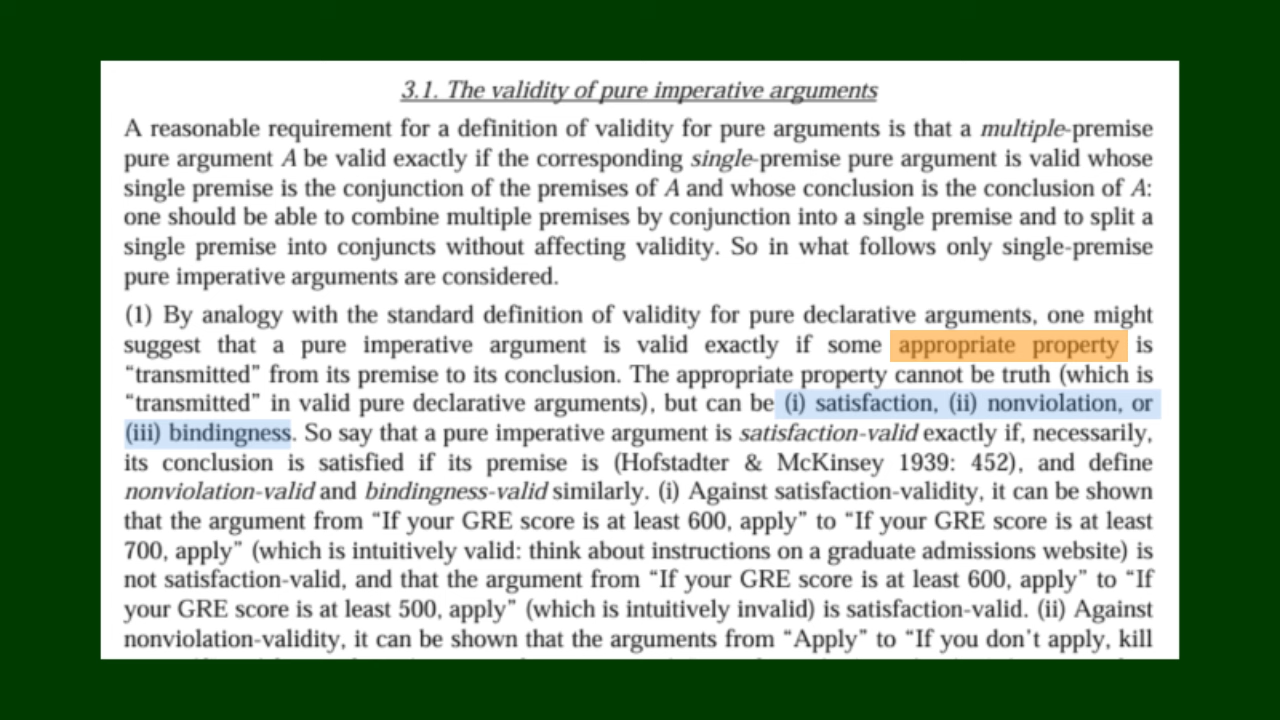 3.1. The validity of pure imperative arguments
A reasonable requirement for a definition of validity for pure arguments is that a multiple-premise
pure argument A be valid exactly if the corresponding single-premise pure argument is valid whose
single premise is the conjunction of the premises of A and whose conclusion is the conclusion of A:
one should be able to combine multiple premises by conjunction into a single premise and to split a
single premise into conjuncts without affecting validity. So in what follows only single-premise
pure imperative arguments are considered.
(1) By analogy with the standard definition of validity for pure declarative arguments, one might
suggest that a pure imperative argument is valid exactly if some appropriate property is
“transmitted” from its premise to its conclusion. The appropriate property cannot be truth (which is
“transmitted” in valid pure declarative arguments), but can be (i) satisfaction, (ii) nonviolation, or
(iii) bindingness. So say that a pure imperative argument is satisfaction-valid exactly if, necessarily,
its conclusion is satisfied if its premise is (Hofstadter & McKinsey 1939: 452), and define
nonviolation-valid and bindingness-valid similarly. (i) Against satisfaction-validity, it can be shown
that the argument from “If your GRE score is at least 600, apply” to “If your GRE score is at least
700, apply” (which is intuitively valid: think about instructions on a graduate admissions website) is
not satisfaction-valid, and that the argument from “If your GRE score is at least 600, apply” to “If
your GRE score is at least 500, apply” (which is intuitively invalid) is satisfaction-valid. (ii) Against
nonviolation-validity, it can be shown that the arguments from “Apply” to “If you don’t apply, kill